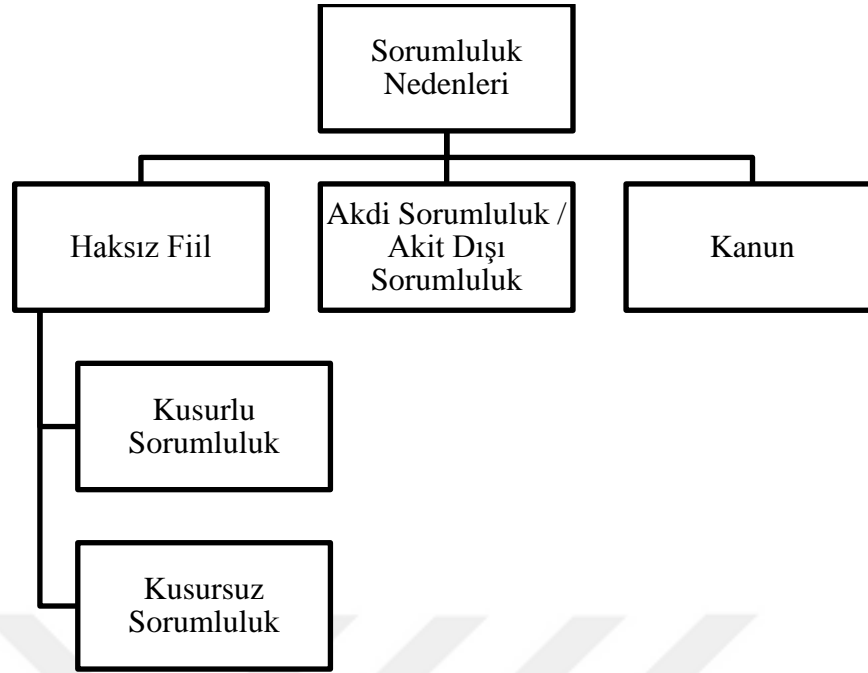 Sorumluluk
Nedenleri
Haksız Fiil
Akdi Sorumluluk /
Akit Dışı
Sorumluluk
Kanun
Kusurlu
Sorumluluk
Kusursuz
Sorumluluk